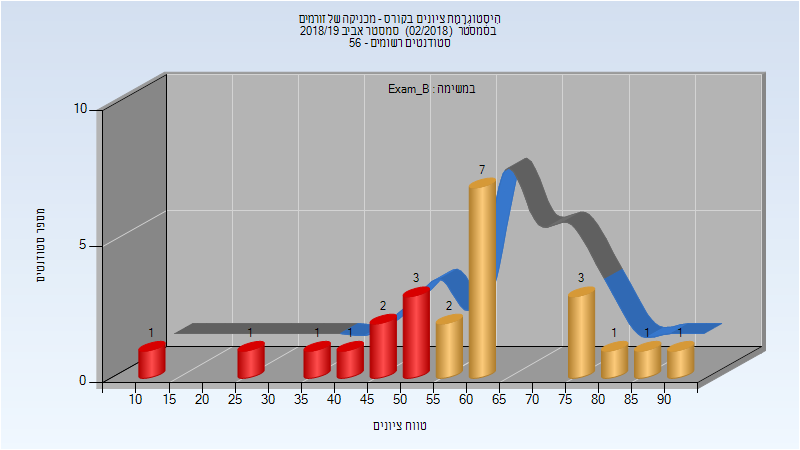 היסטוגרמת ציונים בקורס - מכניקה של זורמים
בסמסטר (02/2018) סמסטר אביב 2018/19
סטודנטים רשומים - 56
במשימה : Exam_B
10
5
0
מספר סטודנטים
1
1
1
1
2
3
2
7
3
1
1
1
10 15 20 25 30 35 40 45 50 55 60 65 70 75 80 85 90
טווח ציונים